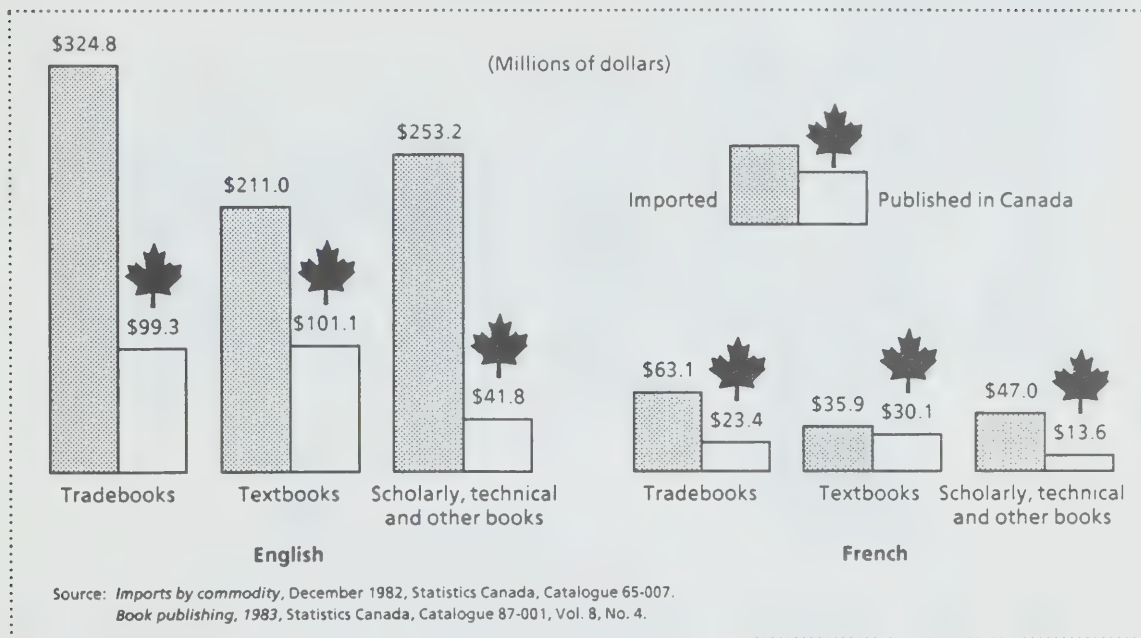 (Millions of dollars)
$324.8
$99.3
$211.0
$101.1
$253.2
$41.8
Imported
Published in Canada
$63.1
$23.4
$35.9
$30.1
$47.0
$13.6
Tradebooks
Textbooks
Scholarly, technical
and other books
English
Tradebooks
Textbooks
Scholarly, technical
and other books
French
Source: Imports by commodity, December 1982, Statistics Canada, Catalogue 65-007.
Book publishing, 1983, Statistics Canada, Catalogue 87-001, Vol. 8, No. 4.